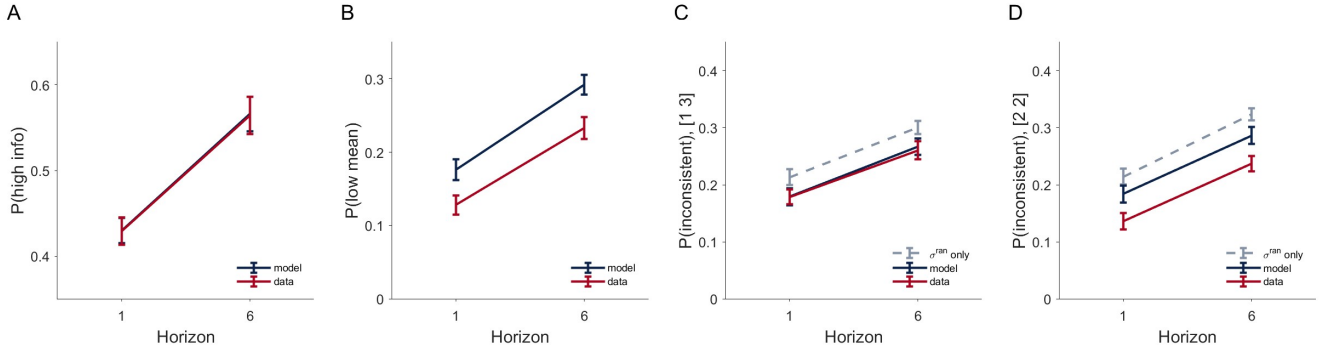 A
P(high info)
0.6
0.5
0.4
1
6
Horizon
model
data
B
P(low mean)
0.3
0.2
0.1
0
1
6
Horizon
model
data
C
P(inconsistent), [1 3]
0.4
0.3
0.2
0.1
0
1
6
Horizon
σ^ran only
model
data
D
P(inconsistent), [2 2]
0.4
0.3
0.2
0.1
0
1
6
Horizon
σ^ran only
model
data